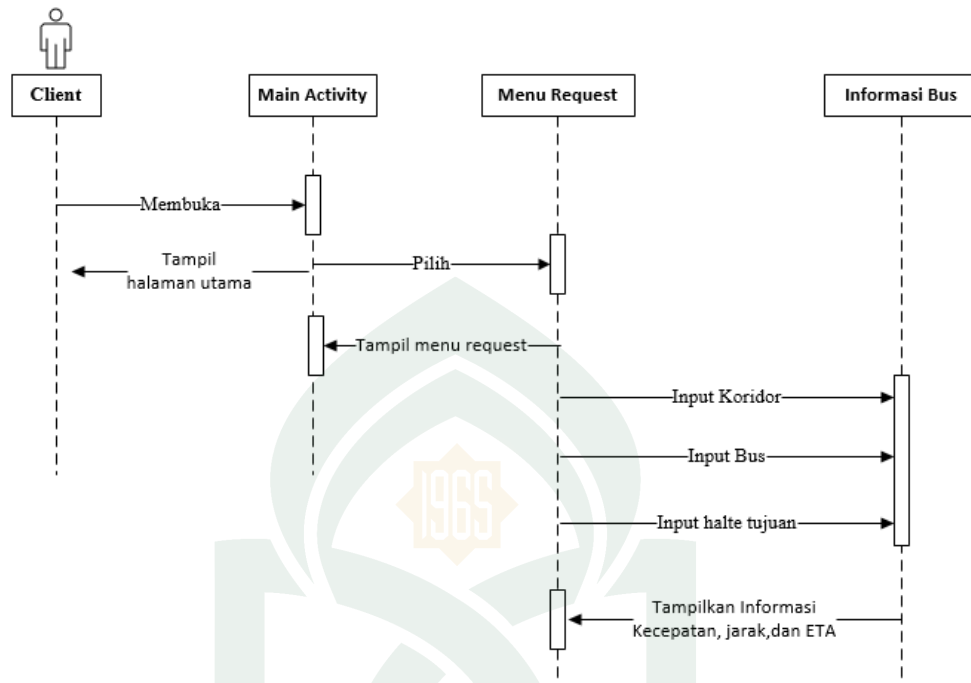 Client
Main Activity
Menu Request
Informasi Bus
Membuka
Tampil
halaman utama
Pilih
Tampil menu request
Input Koridor
Input Bus
1965
Input halte tujuan
Tampilkan Informasi
Kecepatan, jarak,dan ETA